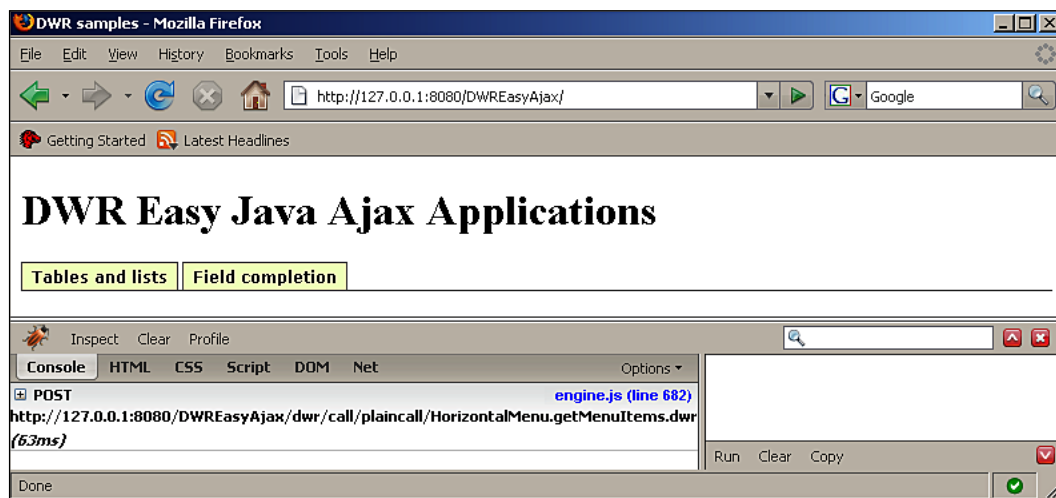 DWR samples - Mozilla Firefox
File Edit View History Bookmarks Tools Help
http://127.0.0.1:8080/DWREasyAjax/ G Google
Getting Started Latest Headlines
DWR Easy Java Ajax Applications
Tables and lists Field completion
Inspect Clear Profile
Console HTML CSS Script DOM Net Options
POST engine.js (line 682)
http://127.0.0.1:8080/DWREasyAjax/dwr/call/plaincall/HorizontalMenu.getMenuItems.dwr
(63ms)
Run Clear Copy
Done